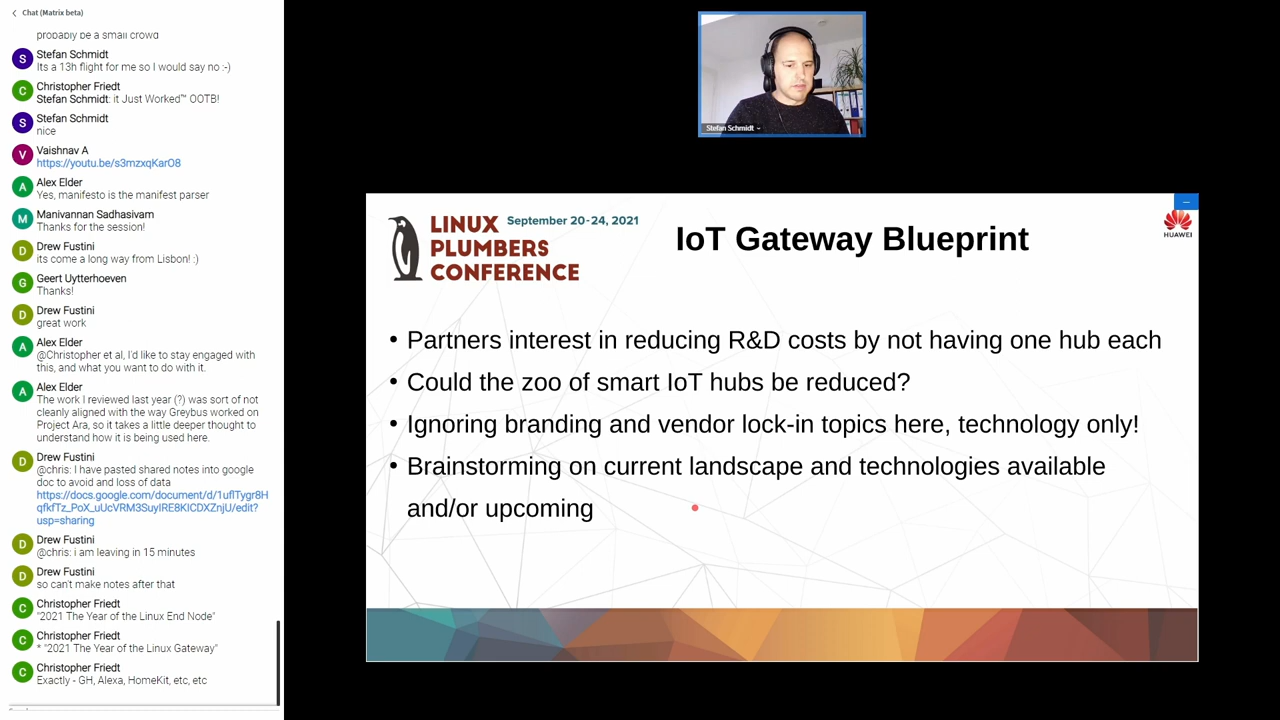 Chat (Matrix beta)
probably be a small crowd
Stefan Schmidt
Its a 13h flight for me so I would say no :-)
Christopher Friedt
Stefan Schmidt: it Just Worked™ OOTB!
Stefan Schmidt
nice
Vaishnav A
https://youtu.be/s3mzxqKarO8
Alex Elder
Yes, manifesto is the manifest parser
Manivannan Sadhasivam
Thanks for the session!
Drew Fustini
its come a long way from Lisbon! :)
Geert Uytterhoeven
Thanks!
Drew Fustini
great work
Alex Elder
@Christopher et al, I'd like to stay engaged with
this, and what you want to do with it.
Alex Elder
The work I reviewed last year (?) was sort of not
cleanly aligned with the way Greybus worked on
Project Ara, so it takes a little deeper thought to
understand how it is being used here.
Drew Fustini
@chris: I have pasted shared notes into google
doc to avoid and loss of data
https://docs.google.com/document/d/1uflTygr8H
qfkfTz_PoX_uUcVRM3SuyIRE8KICDXZnjU/edit?
usp=sharing
Drew Fustini
@chris: i am leaving in 15 minutes
Drew Fustini
so can't make notes after that
Christopher Friedt
"2021 The Year of the Linux End Node"
Christopher Friedt
* "2021 The Year of the Linux Gateway"
Christopher Friedt
Exactly - GH, Alexa, HomeKit, etc, etc
Stefan Schmidt
LINUX
PLUMBERS
CONFERENCE
September 20-24, 2021
IoT Gateway Blueprint
HUAWEI
• Partners interest in reducing R&D costs by not having one hub each
• Could the zoo of smart IoT hubs be reduced?
• Ignoring branding and vendor lock-in topics here, technology only!
• Brainstorming on current landscape and technologies available
and/or upcoming